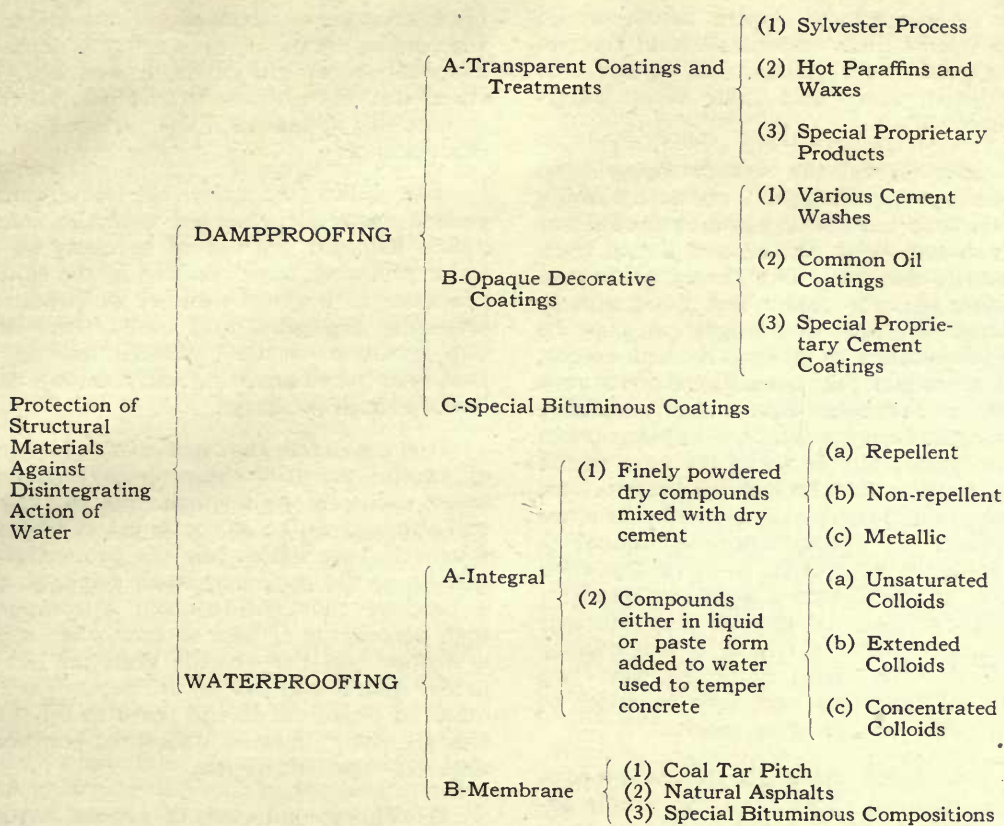 Protection of
Structural
Materials
Against
Disintegrating
Action of
Water
DAMPPROOFING
A-Transparent Coatings and
Treatments
(1) Sylvester Process
(2) Hot Paraffins and
Waxes
(3) Special Proprietary
Products
B-Opaque Decorative
Coatings
(1) Various Cement
Washes
(2) Common Oil
Coatings
(3) Special Proprie-
tary Cement
Coatings
C-Special Bituminous Coatings
WATERPROOFING
A-Integral
(1) Finely powdered
dry compounds
mixed with dry
cement
(a) Repellent
(b) Non-repellent
(c) Metallic
(2) Compounds
either in liquid
or paste form
added to water
used to temper
concrete
(a) Unsaturated
Colloids
(b) Extended
Colloids
(c) Concentrated
Colloids
B-Membrane
(1) Coal Tar Pitch
(2) Natural Asphalts
(3) Special Bituminous Compositions